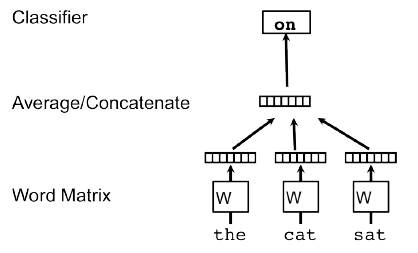 Classifier
on
Average/Concatenate
Word Matrix
W W W
the cat sat